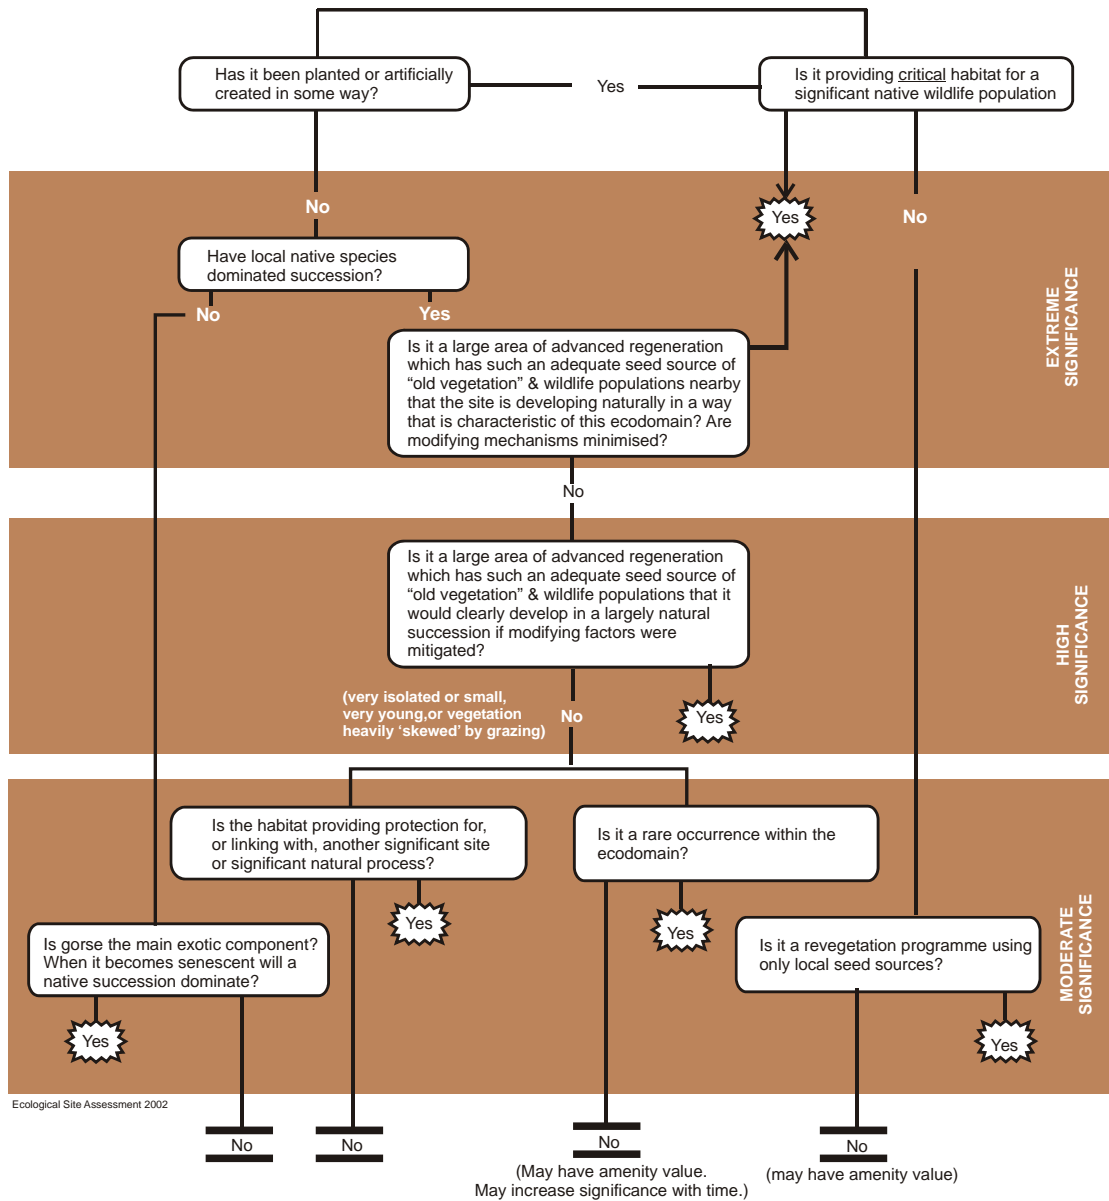 Has it been planted or artificially
created in some way?
Yes
Is it providing critical habitat for a
significant native wildlife population
No
Yes
No
Have local native species
dominated succession?
No
Yes
EXTREME
SIGNIFICANCE
Is it a large area of advanced regeneration
which has such an adequate seed source of
“old vegetation” & wildlife populations nearby
that the site is developing naturally in a way
that is characteristic of this ecodomain? Are
modifying mechanisms minimised?
No
Is it a large area of advanced regeneration
which has such an adequate seed source of
“old vegetation” & wildlife populations that it
would clearly develop in a largely natural
succession if modifying factors were
mitigated?
HIGH
SIGNIFICANCE
(very isolated or small,
very young,or vegetation
heavily ‘skewed’ by grazing)
No
Yes
Is the habitat providing protection for,
or linking with, another significant site
or significant natural process?
Is it a rare occurrence within the
ecodomain?
Yes
Yes
MODERATE
SIGNIFICANCE
Is gorse the main exotic component?
When it becomes senescent will a
native succession dominate?
Is it a revegetation programme using
only local seed sources?
Yes
Yes
Ecological Site Assessment 2002
No
No
No
(May have amenity value.
May increase significance with time.)
No
(may have amenity value)